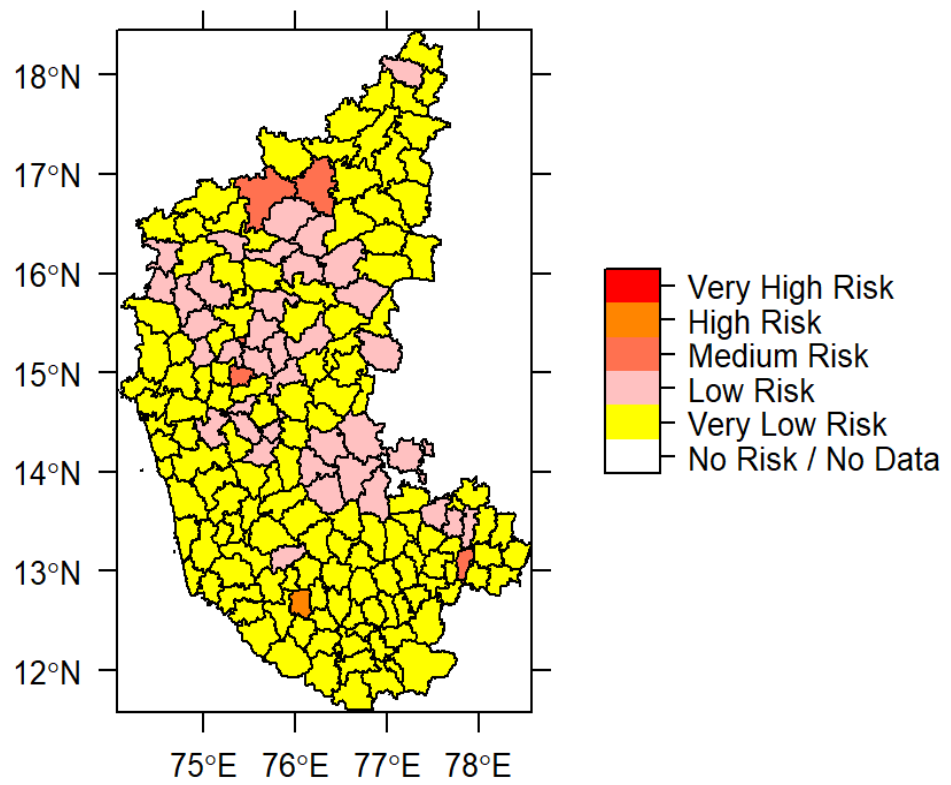 18°N
17°N
16°N
15°N
14°N
13°N
12°N
75°E 76°E 77°E 78°E
Very High Risk
High Risk
Medium Risk
Low Risk
Very Low Risk
No Risk / No Data